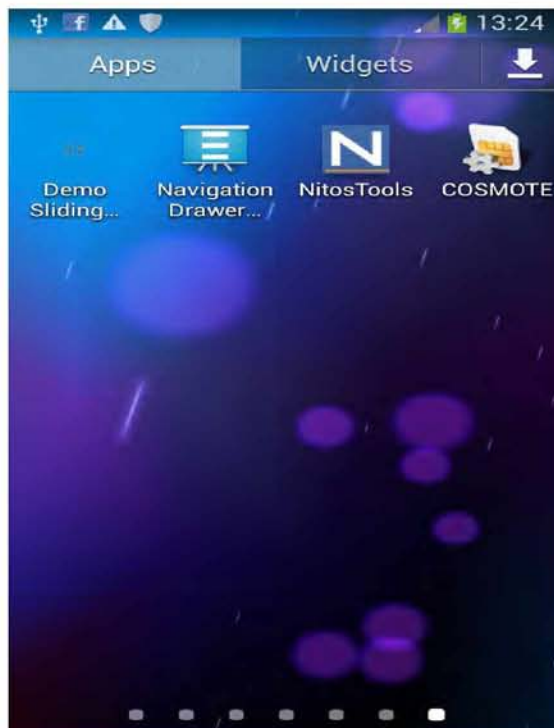 13:24
Apps Widgets
Demo Sliding...
Navigation Drawer...
NitosTools
COSMOTE